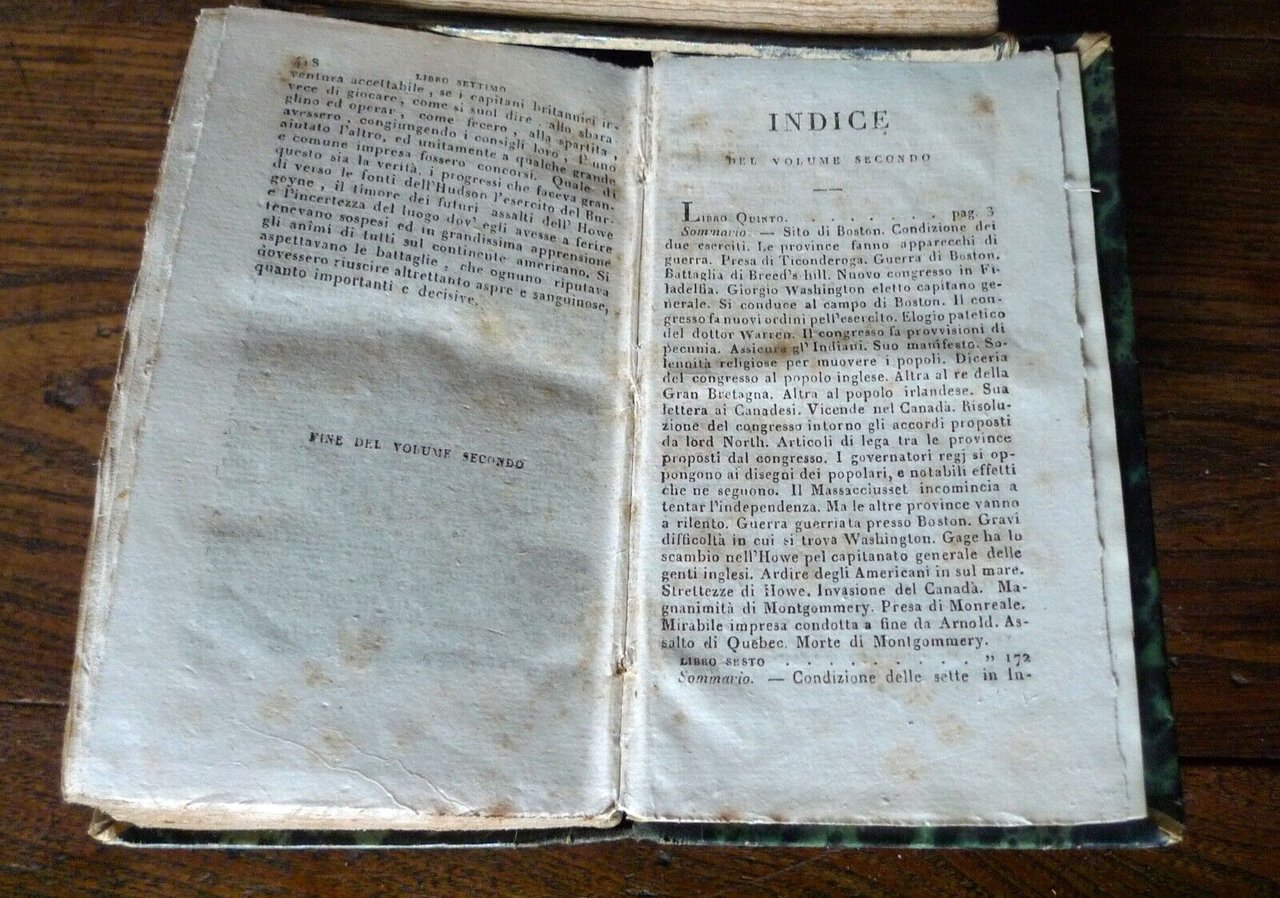 418
LIBRO SETTIMO
ventura accettabile, se i capitani britannici in-
vece di giocare, come si suol dire allo sbara-
glino ed operar, come fecero, alla spartita,
avessero, congiungendo i consigli loro, l'uno
aiutato l'altro, ed unitamente a qualche grande
e comune impresa fossero concorsi. Quale di
questo sia la verità, i progressi che faceva gran-
di verso le fonti dell'Hudson l'esercito del Bur-
goyne, il timore dei futuri assalti dell'Howe
e l'incertezza del luogo dov'egli avesse a ferire
tenevano sospesi ed in grandissima apprensione
gli animi di tutti sul continente americano. Si
aspettavano le battaglie, che ognuno riputava
dovessero riuscire altrettanto aspre e sanguinose,
quanto importanti e decisive.
FINE DEL VOLUME SECONDO
INDICE
DEL VOLUME SECONDO
LIBRO QUINTO. . . . . . . . pag. 3
Sommario. — Sito di Boston. Condizione dei
due eserciti. Le province fanno apparecchi di
guerra. Presa di Ticonderoga. Guerra di Boston.
Battaglia di Breed's hill. Nuovo congresso in Fi-
ladelfia. Giorgio Washington eletto capitano ge-
nerale. Si conduce al campo di Boston. Il con-
gresso fa nuovi ordini pell'esercito. Elogio patetico
del dottor Warren. Il congresso fa provvisioni di
pecunia. Assicura gl'Indiani. Suo manifesto. So-
lennità religiose per muovere i popoli. Diceria
del congresso al popolo inglese. Altra al re della
Gran Bretagna. Altra al popolo irlandese. Sua
lettera ai Canadesi. Vicende nel Canadà. Risolu-
zione del congresso intorno gli accordi proposti
da lord North. Articoli di lega tra le province
proposti dal congresso. I governatori regj si op-
pongono ai disegni dei popolari, e notabili effetti
che ne seguono. Il Massacciusset incomincia a
tentar l'independenza. Ma le altre province vanno
a rilento. Guerra guerriata presso Boston. Gravi
difficoltà in cui si trova Washington. Gage ha lo
scambio nell'Howe pel capitanato generale delle
genti inglesi. Ardire degli Americani in sul mare.
Strettezze di Howe. Invasione del Canadà. Ma-
gnanimità di Montgommery. Presa di Monreale.
Mirabile impresa condotta a fine da Arnold. As-
salto di Quebec. Morte di Montgommery.
LIBRO SESTO . . . . . . . . . " 172
Sommario. — Condizione delle sette in In-